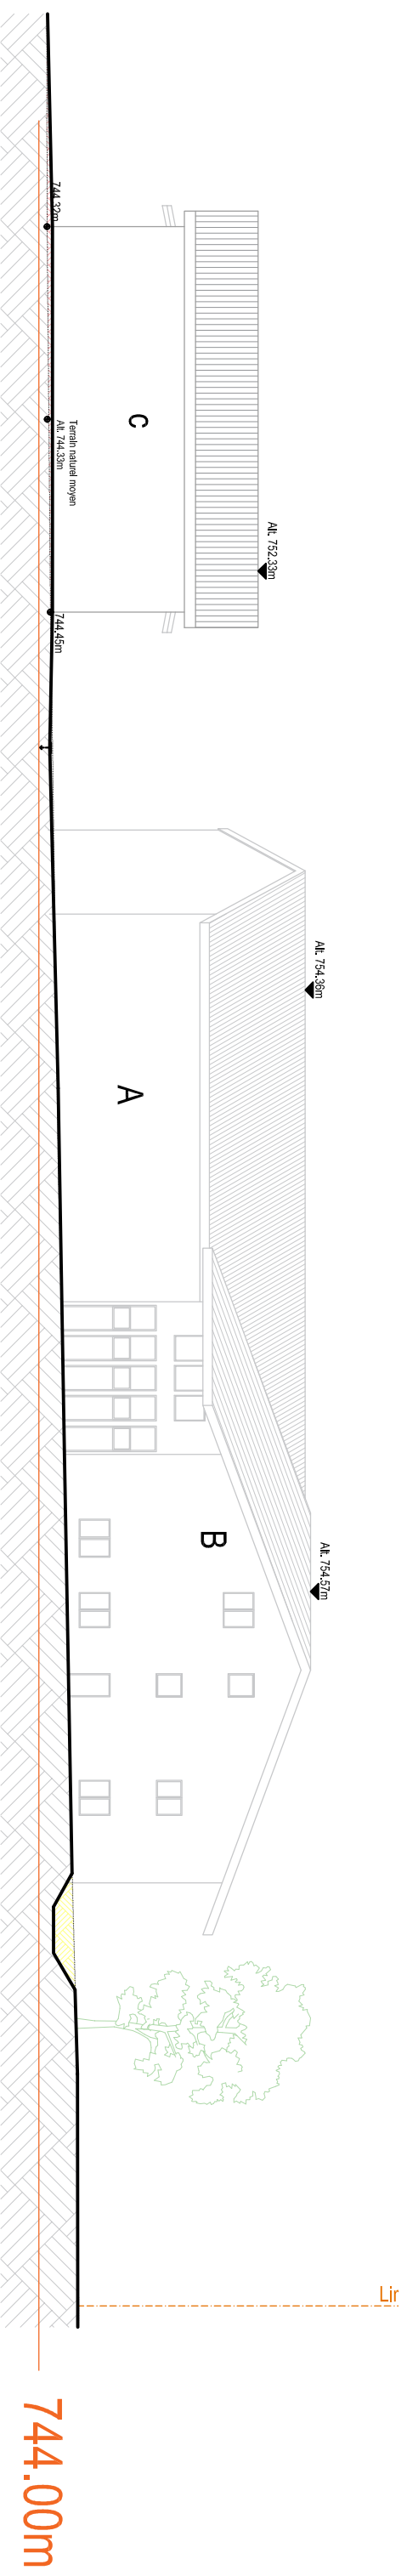 744.32m
C
Terrain naturel moyen
Alt. 744.33m
Alt. 752.33m
744.45m
Alt. 754.36m
A
B
Alt. 754.57m
Lir
744.00m